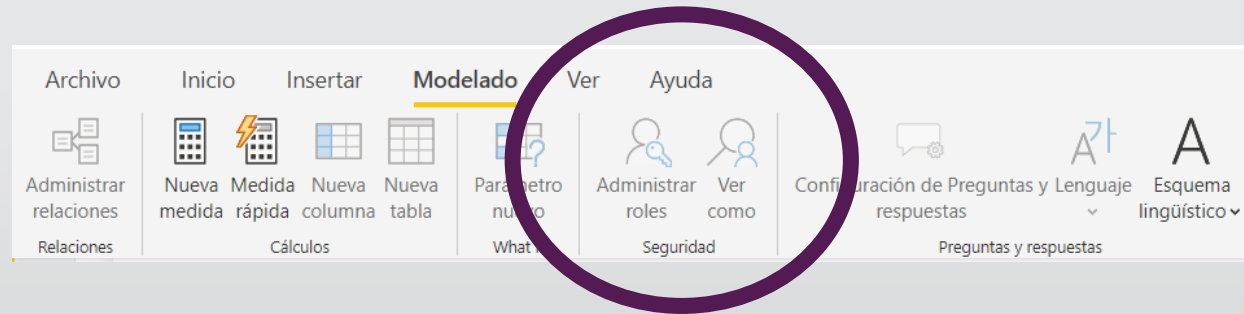 Archivo Inicio Insertar Modelado Ver Ayuda
Administrar relaciones
Nueva medida
Medida rápida
Nueva columna
Nueva tabla
Administrar roles
Ver como
Preguntas y respuestas
Lenguaje
Esquema lingüístico
Relaciones
Cálculos
What
Seguridad
Preguntas y respuestas